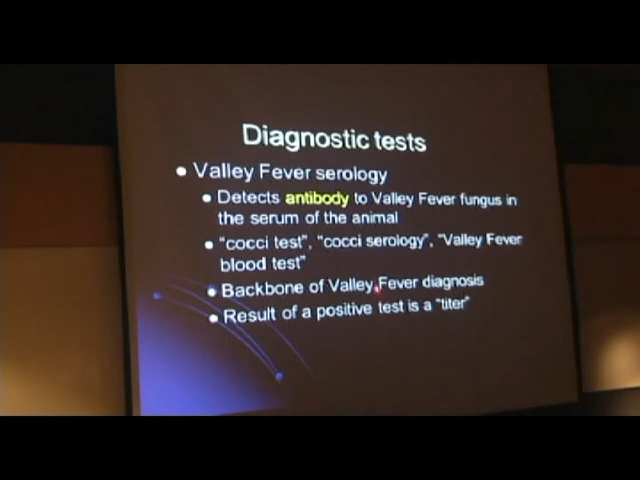 Diagnostic tests
Valley Fever serology
Detects antibody to Valley Fever fungus in
the serum of the animal
"cocci test", "cocci serology", "Valley Fever
blood test"
Backbone of Valley Fever diagnosis
Result of a positive test is a "titer"